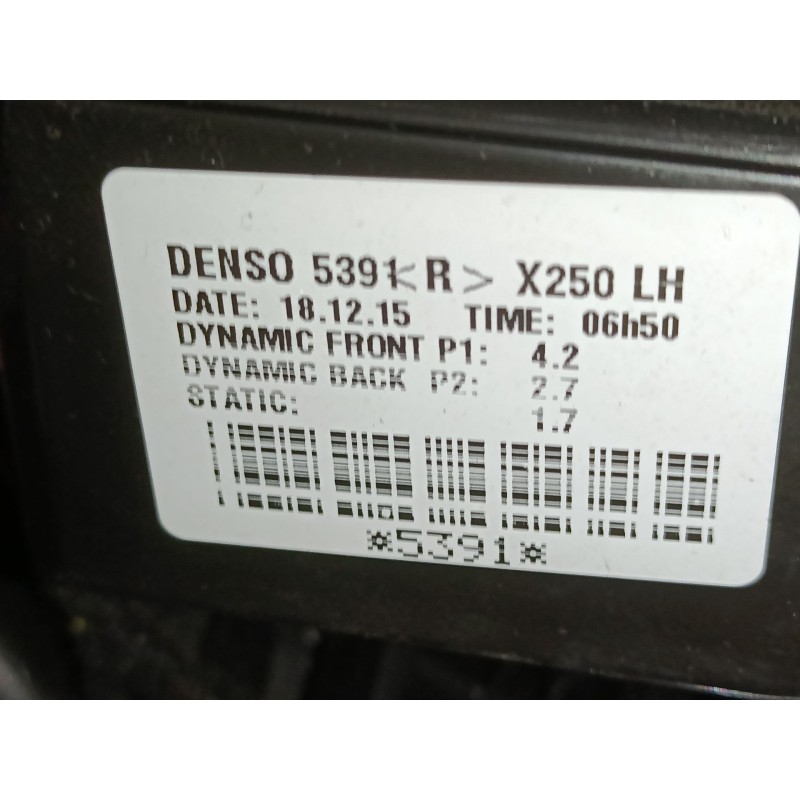 DENSO 5391<R> X250 LH
DATE: 18.12.15 TIME: 06h50
DYNAMIC FRONT P1: 4.2
DYNAMIC BACK P2: 2.7
STATIC: 1.7
*5391*